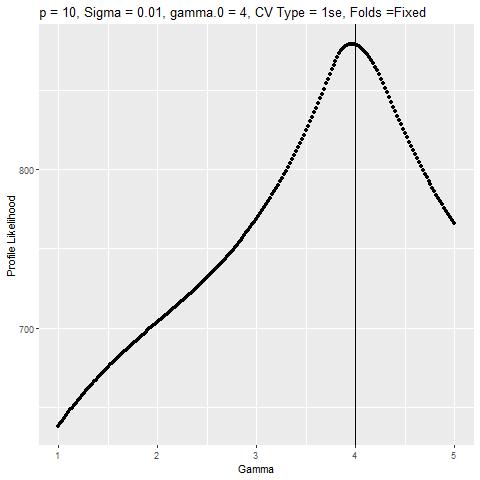 p = 10, Sigma = 0.01, gamma.0 = 4, CV Type = 1se, Folds =Fixed
Profile Likelihood
800
700
1 2 3 4 5
Gamma